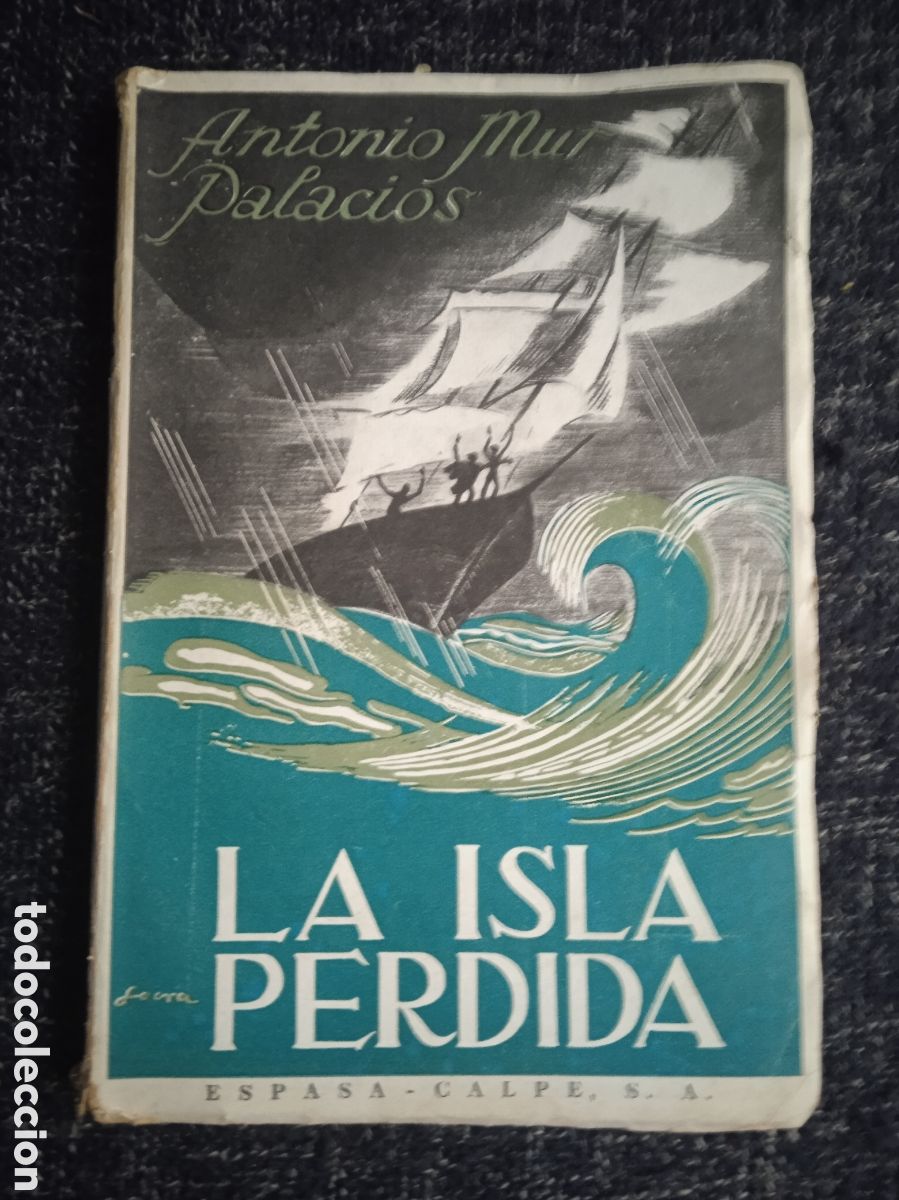 Antonio Mur
Palacios
LA ISLA
PERDIDA
ESPASA - CALPE, S. A.
todocoleccion